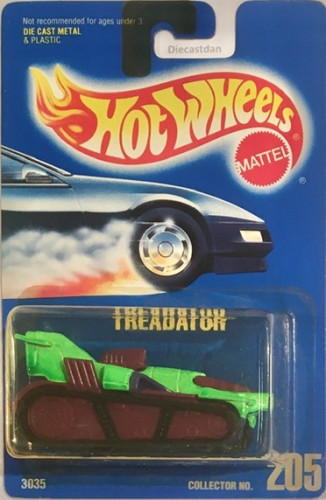 Not recommended for ages under 3
DIE CAST METAL
& PLASTIC
Diecastdan
HOT WHEELS
®
MATTEL
®
TREADATOR
3035
COLLECTOR NO. 205